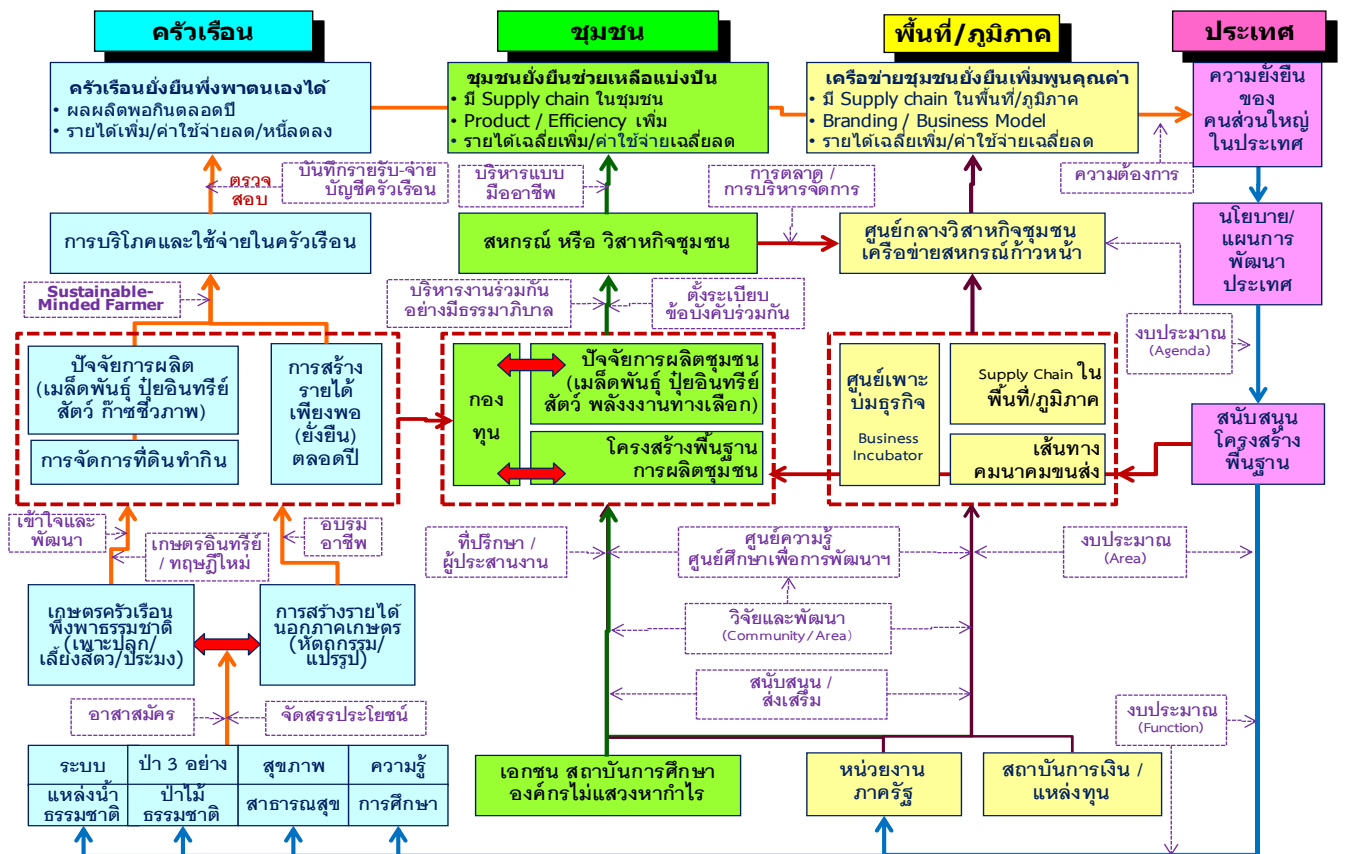 ครัวเรือน
ชุมชน
พื้นที่/ภูมิภาค
ประเทศ
ครัวเรือนยั่งยืนพึ่งพาตนเองได้
• ผลผลิตพอกินตลอดปี
• รายได้เพิ่ม/ค่าใช้จ่ายลด/หนี้ลดลง
ชุมชนยั่งยืนช่วยเหลือแบ่งปัน
• มี Supply chain ในชุมชน
• Product / Efficiency เพิ่ม
• รายได้เฉลี่ยเพิ่ม/ค่าใช้จ่ายเฉลี่ยลด
เครือข่ายชุมชนยั่งยืนเพิ่มพูนคุณค่า
• มี Supply chain ในพื้นที่/ภูมิภาค
• Branding / Business Model
• รายได้เฉลี่ยเพิ่ม/ค่าใช้จ่ายเฉลี่ยลด
ความยั่งยืน
ของ
คนส่วนใหญ่
ในประเทศ
ตรวจ
สอบ
บันทึกรายรับ-จ่าย
บัญชีครัวเรือน
บริหารแบบ
มืออาชีพ
การตลาด /
การบริหารจัดการ
ความต้องการ
การบริโภคและใช้จ่ายในครัวเรือน
สหกรณ์ หรือ วิสาหกิจชุมชน
ศูนย์กลางวิสาหกิจชุมชน
เครือข่ายสหกรณ์ก้าวหน้า
นโยบาย/
แผนการ
พัฒนา
ประเทศ
Sustainable-
Minded Farmer
บริหารงานร่วมกัน
อย่างมีธรรมาภิบาล
ตั้งระเบียบ
ข้อบังคับร่วมกัน
งบประมาณ
(Agenda)
ปัจจัยการผลิต
(เมล็ดพันธุ์ ปุ๋ยอินทรีย์
สัตว์ ก๊าซชีวภาพ)
การจัดการที่ดินทำกิน
การสร้าง
รายได้
เพียงพอ
(ยั่งยืน)
ตลอดปี
กอง
ทุน
ปัจจัยการผลิตชุมชน
(เมล็ดพันธุ์ ปุ๋ยอินทรีย์
สัตว์ พลังงงานทางเลือก)
โครงสร้างพื้นฐาน
การผลิตชุมชน
ศูนย์เพาะ
บ่มธุรกิจ
Business
Incubator
Supply Chain ใน
พื้นที่/ภูมิภาค
เส้นทาง
คมนาคมขนส่ง
สนับสนุน
โครงสร้าง
พื้นฐาน
เข้าใจและ
พัฒนา
เกษตรอินทรีย์
/ ทฤษฎีใหม่
อบรม
อาชีพ
ที่ปรึกษา /
ผู้ประสานงาน
ศูนย์ความรู้
ศูนย์ศึกษาเพื่อการพัฒนาฯ
งบประมาณ
(Area)
เกษตรครัวเรือน
พึ่งพาธรรมชาติ
(เพาะปลูก/
เลี้ยงสัตว์/ประมง)
การสร้างรายได้
นอกภาคเกษตร
(หัตถกรรม/
แปรรูป)
วิจัยและพัฒนา
(Community/Area)
สนับสนุน /
ส่งเสริม
อาสาสมัคร
จัดสรรประโยชน์
งบประมาณ
(Function)
ระบบ
แหล่งน้ำ
ธรรมชาติ
ป่า 3 อย่าง
ป่าไม้
ธรรมชาติ
สุขภาพ
สาธารณสุข
ความรู้
การศึกษา
เอกชน สถาบันการศึกษา
องค์กรไม่แสวงหากำไร
หน่วยงาน
ภาครัฐ
สถาบันการเงิน /
แหล่งทุน